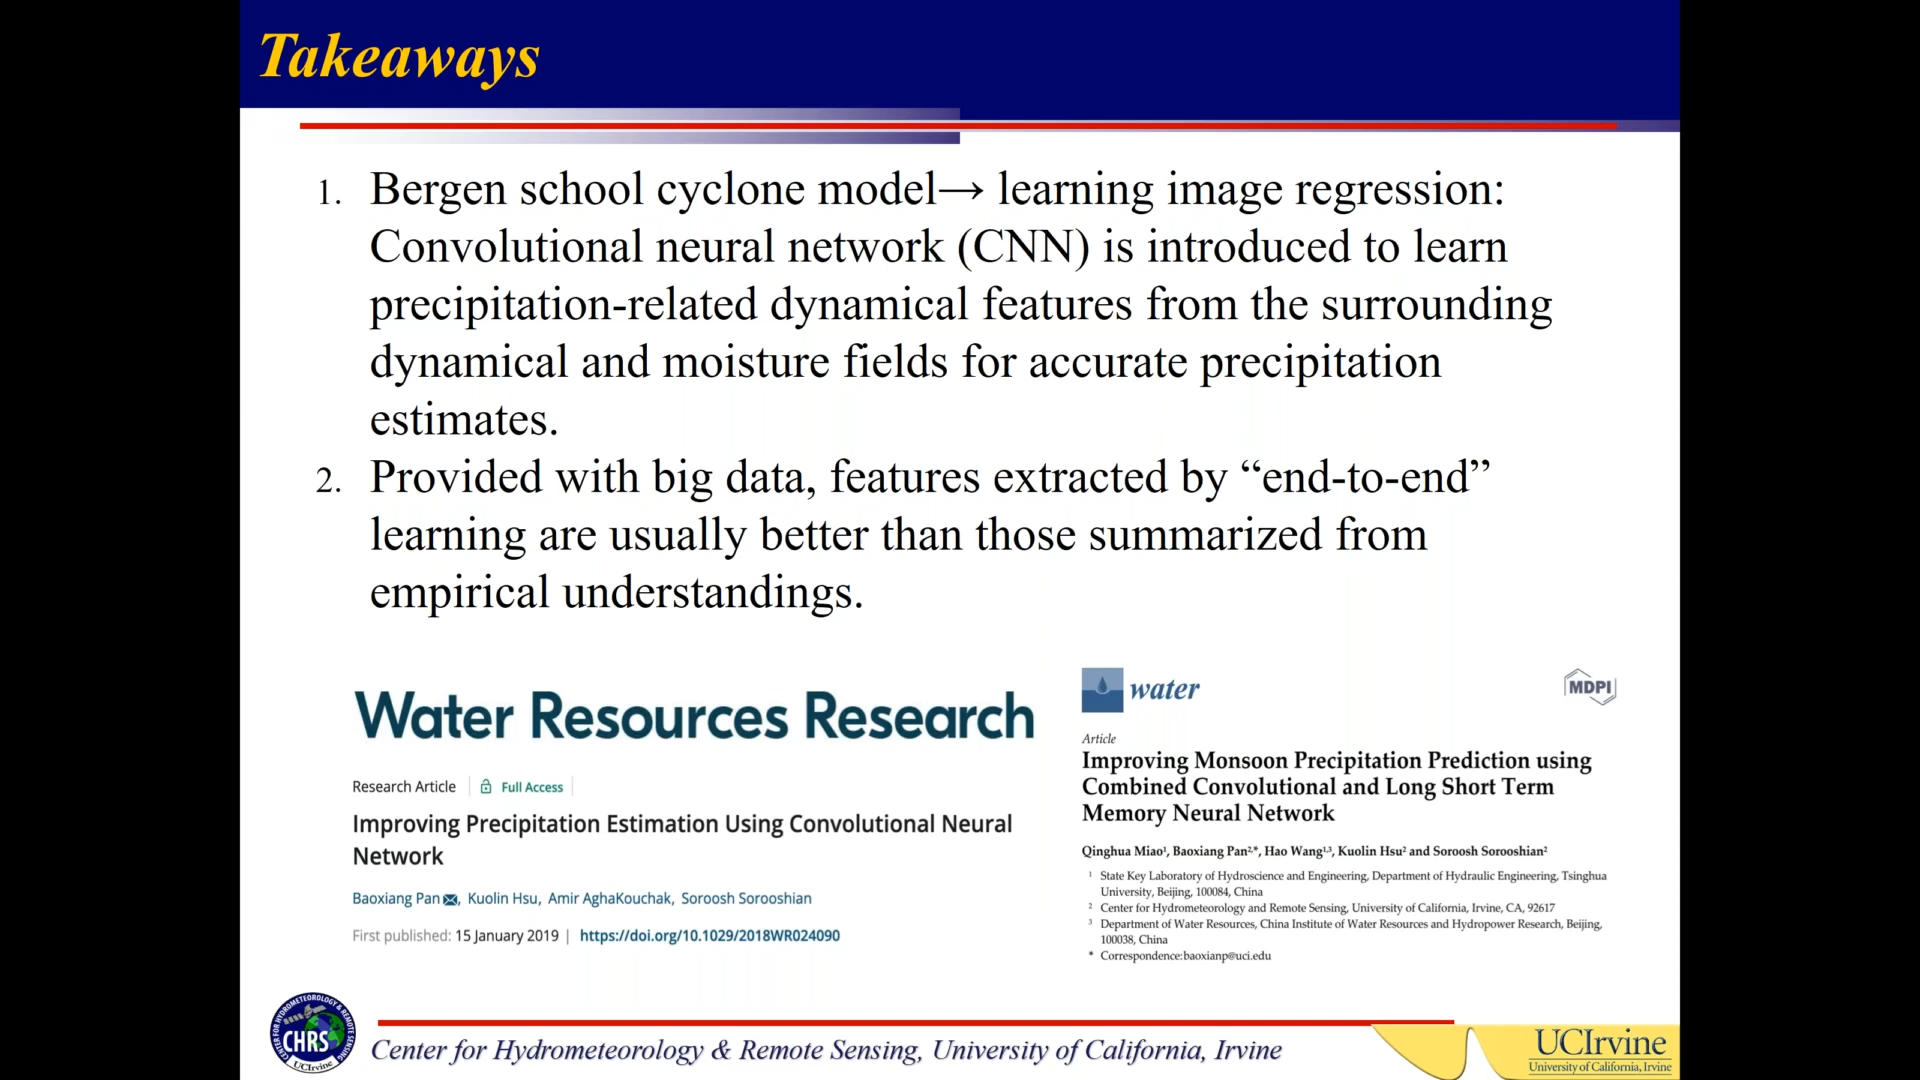 Takeaways
1. Bergen school cyclone model→ learning image regression:
Convolutional neural network (CNN) is introduced to learn
precipitation-related dynamical features from the surrounding
dynamical and moisture fields for accurate precipitation
estimates.
2. Provided with big data, features extracted by “end-to-end”
learning are usually better than those summarized from
empirical understandings.
Water Resources Research
Research Article | Full Access
Improving Precipitation Estimation Using Convolutional Neural
Network
Baoxiang Pan, Kuolin Hsu, Amir AghaKouchak, Soroosh Sorooshian
First published: 15 January 2019 | https://doi.org/10.1029/2018WR024090
water
MDPI
Article
Improving Monsoon Precipitation Prediction using
Combined Convolutional and Long Short Term
Memory Neural Network
Qinghua Miao¹, Baoxiang Pan²,*, Hao Wang¹,³, Kuolin Hsu² and Soroosh Sorooshian²
¹ State Key Laboratory of Hydroscience and Engineering, Department of Hydraulic Engineering, Tsinghua
University, Beijing, 100084, China
² Center for Hydrometeorology and Remote Sensing, University of California, Irvine, CA, 92617
³ Department of Water Resources, China Institute of Water Resources and Hydropower Research, Beijing,
100038, China
* Correspondence:baoxianp@uci.edu
CENTER FOR HYDROMETEOROLOGY & REMOTE SENSING
CHRS
UCIrvine
Center for Hydrometeorology & Remote Sensing, University of California, Irvine
UCIrvine
University of California, Irvine